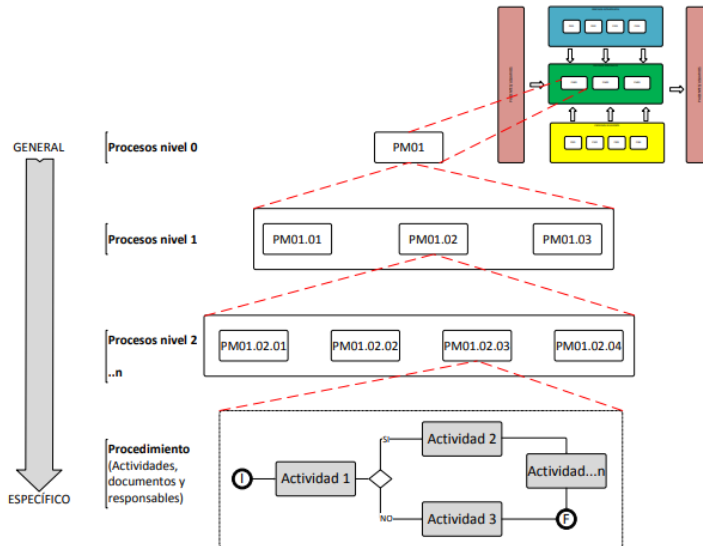 GENERAL
Procesos nivel 0
PM01
Procesos nivel 1
PM01.01
PM01.02
PM01.03
Procesos nivel 2
..n
PM01.02.01
PM01.02.02
PM01.02.03
PM01.02.04
Procedimiento
(Actividades,
documentos y
responsables)
ESPECÍFICO
I
Actividad 1
SI
Actividad 2
Actividad...n
NO
Actividad 3
F